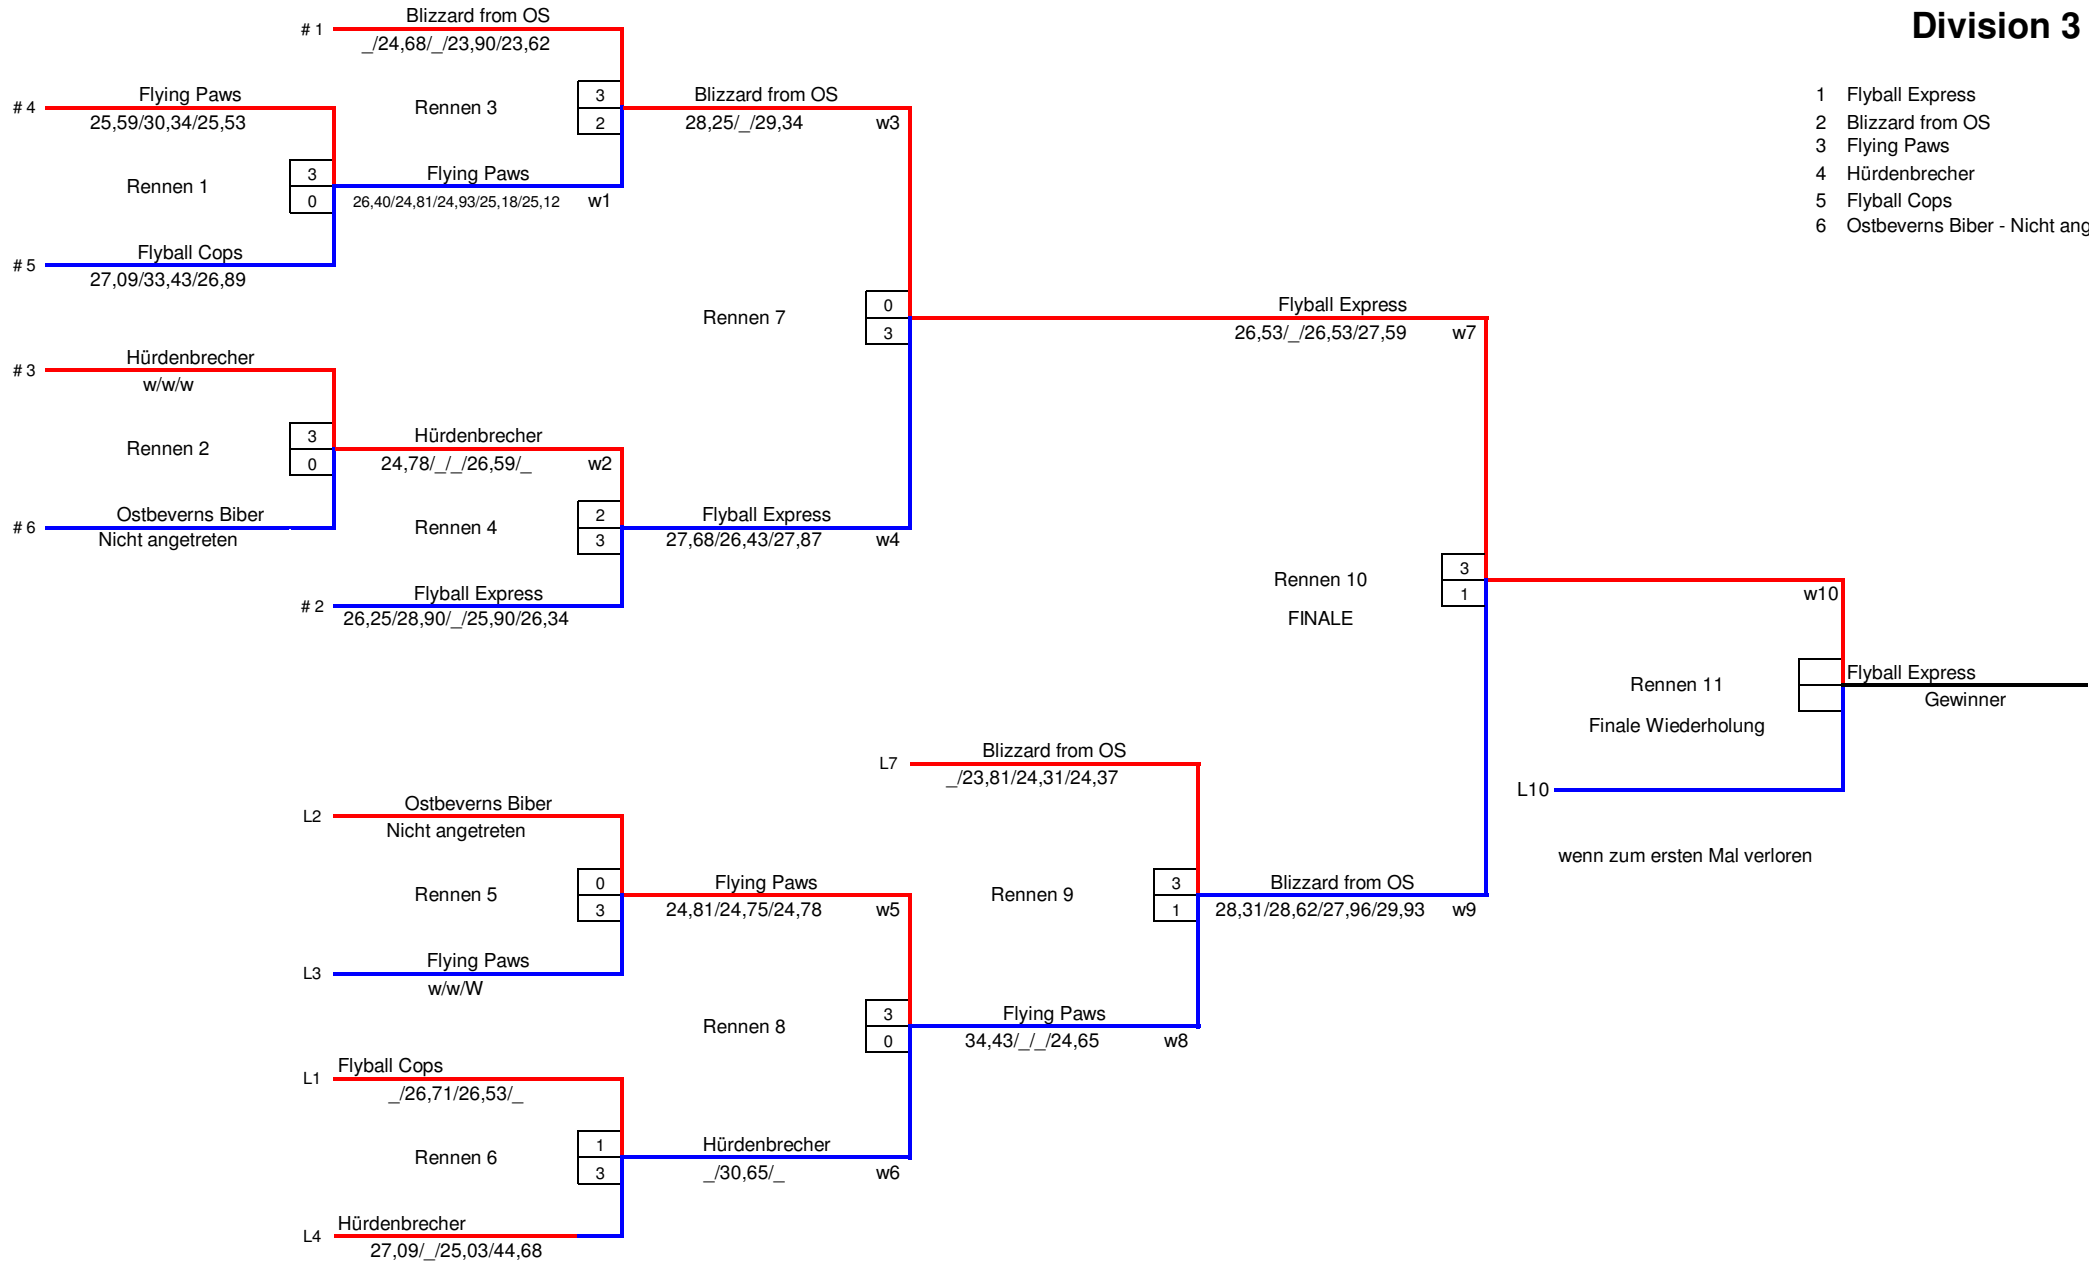 Division 3
1 Flyball Express
2 Blizzard from OS
3 Flying Paws
4 Hürdenbrecher
5 Flyball Cops
6 Ostbeverns Biber - Nicht ang
# 1 Blizzard from OS
_/24,68/_/23,90/23,62
# 4 Flying Paws
25,59/30,34/25,53
Rennen 3
3
2
Blizzard from OS
28,25/_/29,34 w3
Rennen 1
3
0
Flying Paws
26,40/24,81/24,93/25,18/25,12 w1
# 5 Flyball Cops
27,09/33,43/26,89
Rennen 7
0
3
Flyball Express
26,53/_/26,53/27,59 w7
# 3 Hürdenbrecher
w/w/w
Rennen 2
3
0
Hürdenbrecher
24,78/_/_/26,59/_ w2
# 6 Ostbeverns Biber
Nicht angetreten
Rennen 4
2
3
Flyball Express
27,68/26,43/27,87 w4
# 2 Flyball Express
26,25/28,90/_/25,90/26,34
Rennen 10
FINALE
3
1
w10
Rennen 11
Finale Wiederholung
Flyball Express
Gewinner
L10
wenn zum ersten Mal verloren
L7 Blizzard from OS
_/23,81/24,31/24,37
L2 Ostbeverns Biber
Nicht angetreten
Rennen 5
0
3
Flying Paws
24,81/24,75/24,78 w5
Rennen 9
3
1
Blizzard from OS
28,31/28,62/27,96/29,93 w9
L3 Flying Paws
w/w/W
Rennen 8
3
0
Flying Paws
34,43/_/_/24,65 w8
L1 Flyball Cops
_/26,71/26,53/_
Rennen 6
1
3
Hürdenbrecher
_/30,65/_ w6
L4 Hürdenbrecher
27,09/_/25,03/44,68